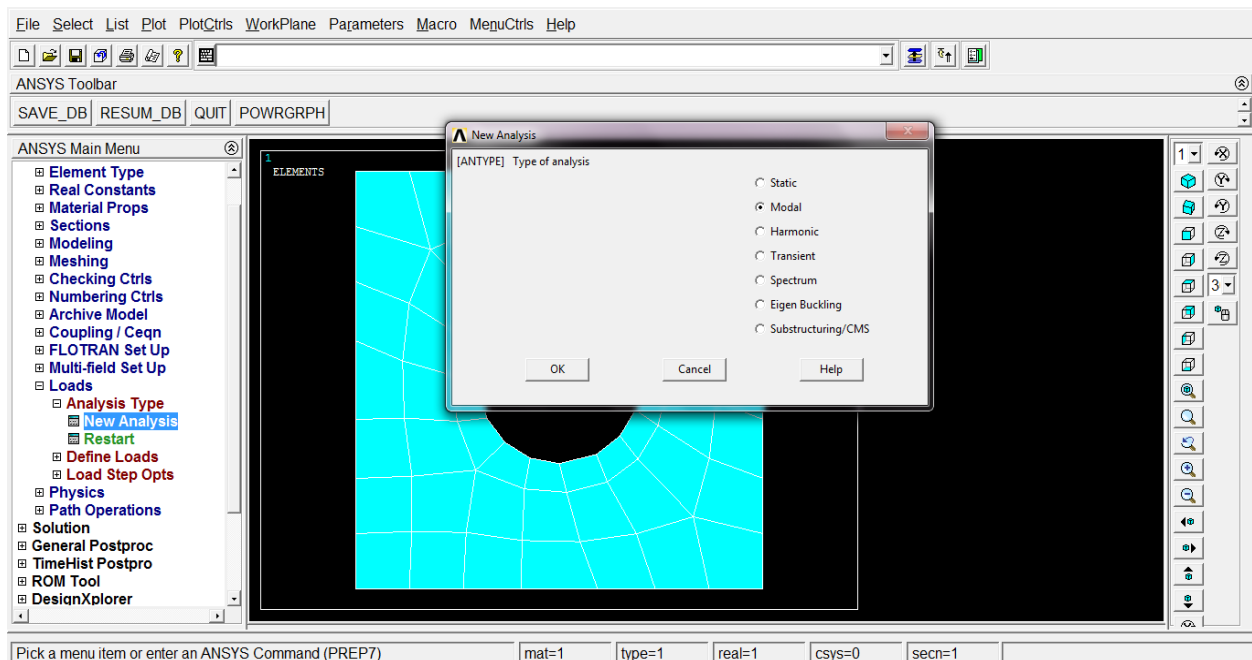 File Select List Plot PlotCtrls WorkPlane Parameters Macro MenuCtrls Help
ANSYS Toolbar
SAVE_DB RESUM_DB QUIT POWRGRPH
ANSYS Main Menu
Element Type
Real Constants
Material Props
Sections
Modeling
Meshing
Checking Ctrls
Numbering Ctrls
Archive Model
Coupling / Ceqn
FLOTRAN Set Up
Multi-field Set Up
Loads
Analysis Type
New Analysis
Restart
Define Loads
Load Step Opts
Physics
Path Operations
Solution
General Postproc
TimeHist Postpro
ROM Tool
DesignXplorer
1
ELEMENTS
New Analysis
[ANTYPE] Type of analysis
Static
Modal
Harmonic
Transient
Spectrum
Eigen Buckling
Substructuring/CMS
OK Cancel Help
1
3
Pick a menu item or enter an ANSYS Command (PREP7) mat=1 type=1 real=1 csys=0 secn=1